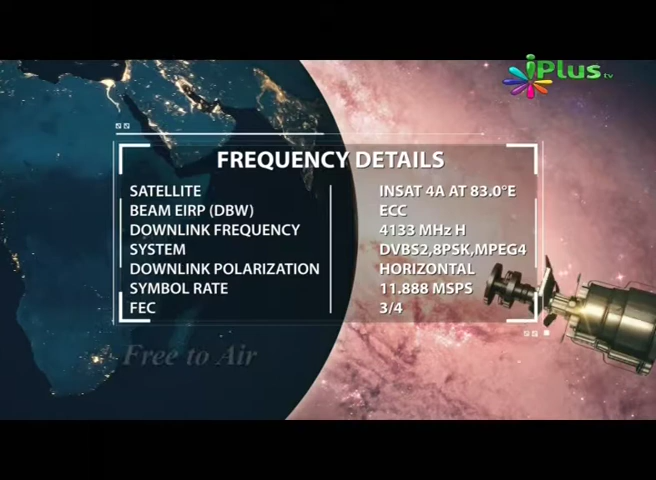 iPlus tv
FREQUENCY DETAILS
SATELLITE INSAT 4A AT 83.0°E
BEAM EIRP (DBW) ECC
DOWNLINK FREQUENCY 4133 MHz H
SYSTEM DVBS2,8PSK,MPEG4
DOWNLINK POLARIZATION HORIZONTAL
SYMBOL RATE 11.888 MSPS
FEC 3/4
Free to Air